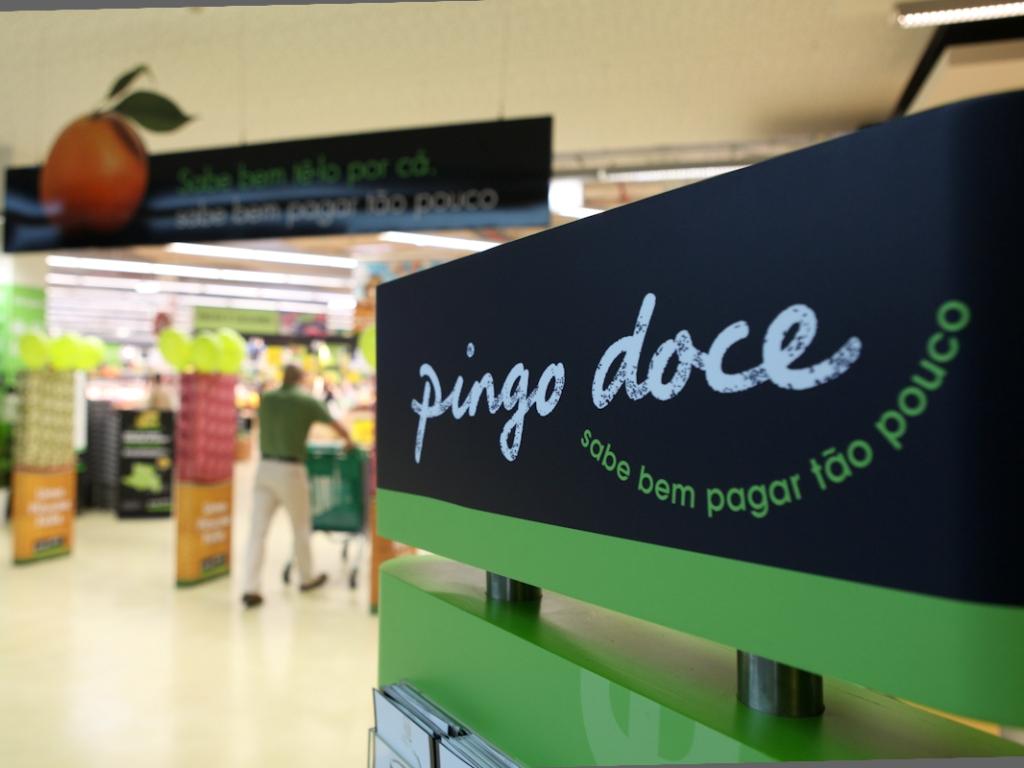 Sabe bem tê-lo por cá.
sabe bem pagar tão pouco
pingo doce
sabe bem pagar tão pouco